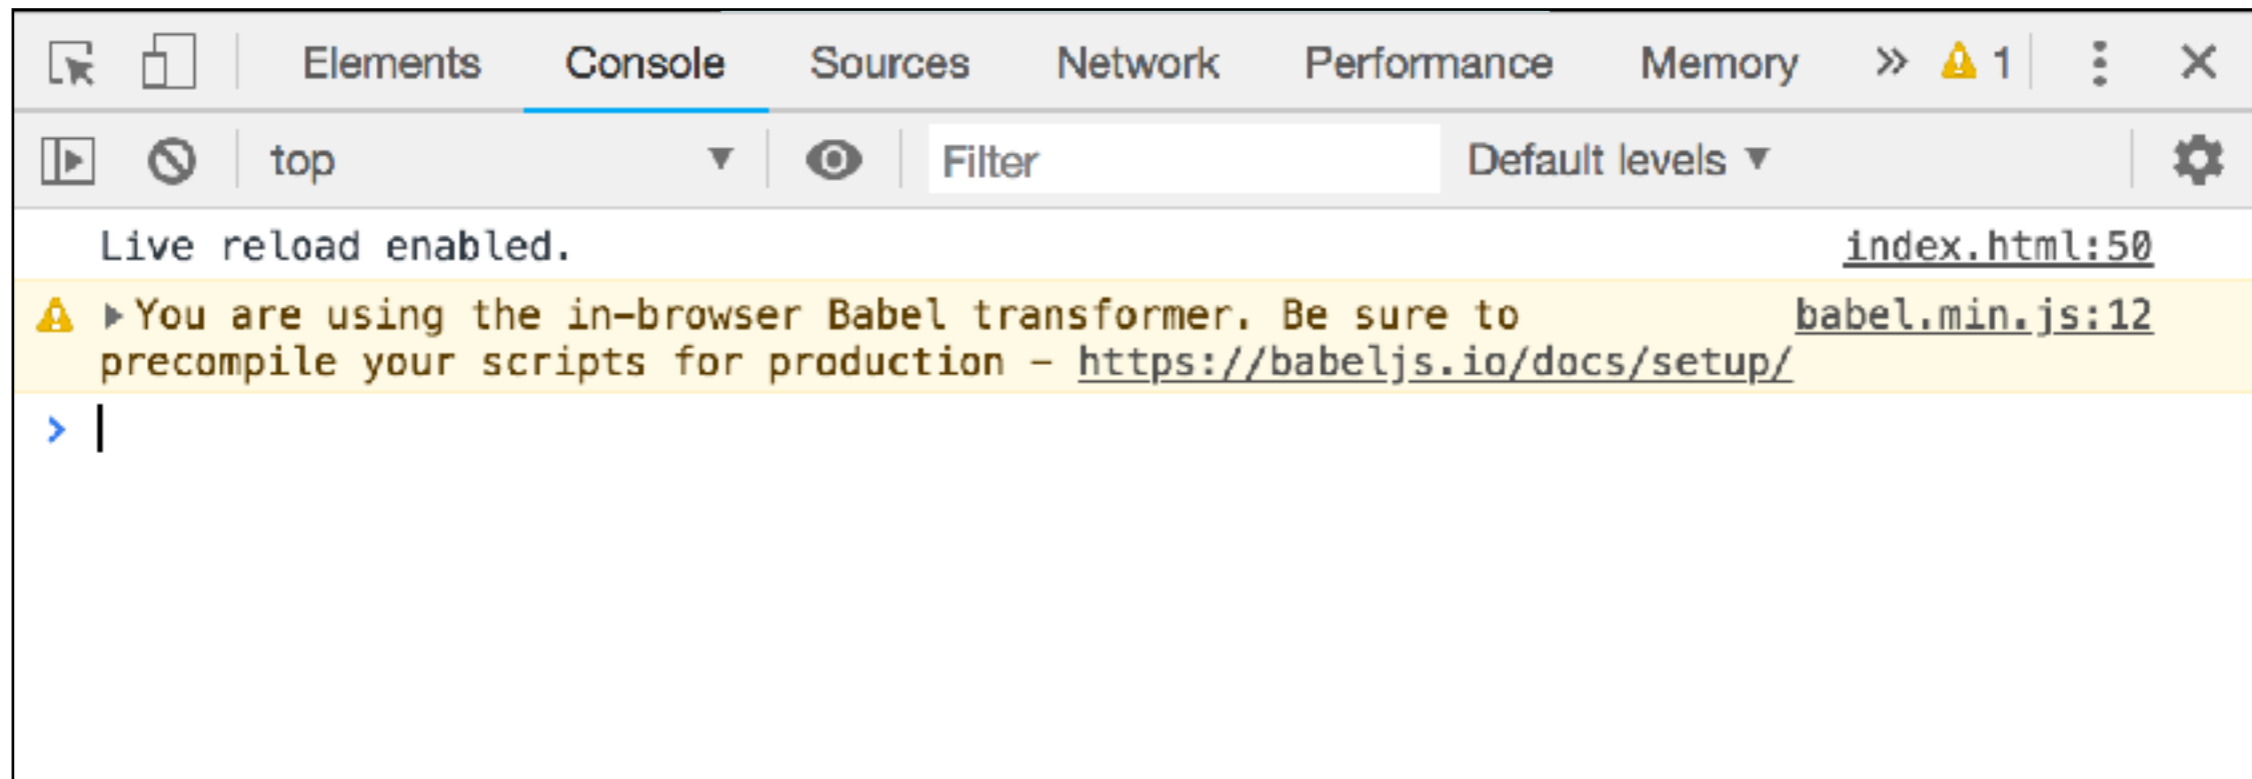 Elements Console Sources Network Performance Memory » 1
top Filter Default levels
Live reload enabled. index.html:50
You are using the in-browser Babel transformer. Be sure to babel.min.js:12
precompile your scripts for production – https://babeljs.io/docs/setup/
>